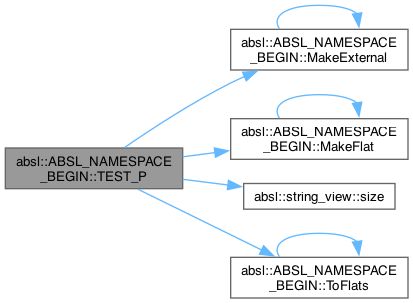 absl::ABSL_NAMESPACE
_BEGIN::TEST_P
absl::ABSL_NAMESPACE
_BEGIN::MakeExternal
absl::ABSL_NAMESPACE
_BEGIN::MakeFlat
absl::string_view::size
absl::ABSL_NAMESPACE
_BEGIN::ToFlats